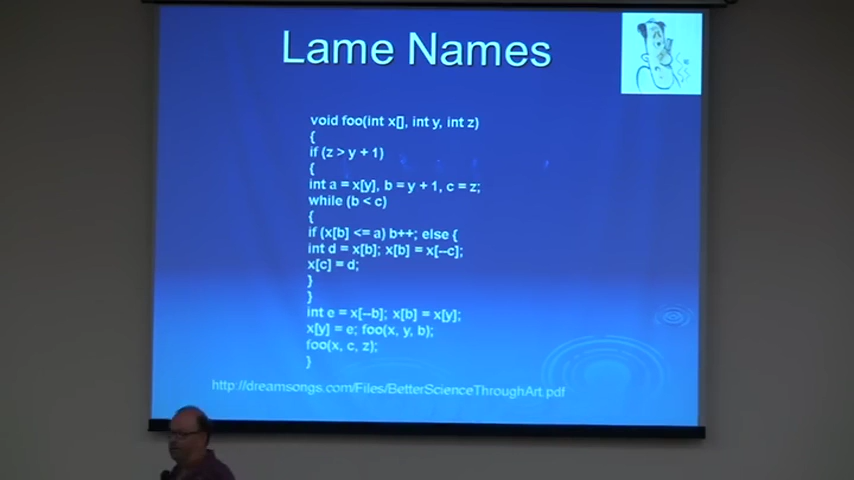 Lame Names
void foo(int x[], int y, int z)
{
if (z > y + 1)
{
int a = x[y], b = y + 1, c = z;
while (b < c)
{
if (x[b] <= a) b++; else {
int d = x[b]; x[b] = x[--c];
x[c] = d;
}
}
int e = x[--b]; x[b] = x[y];
x[y] = e; foo(x, y, b);
foo(x, c, z);
}
http://dreamsongs.com/Files/BetterScienceThroughArt.pdf